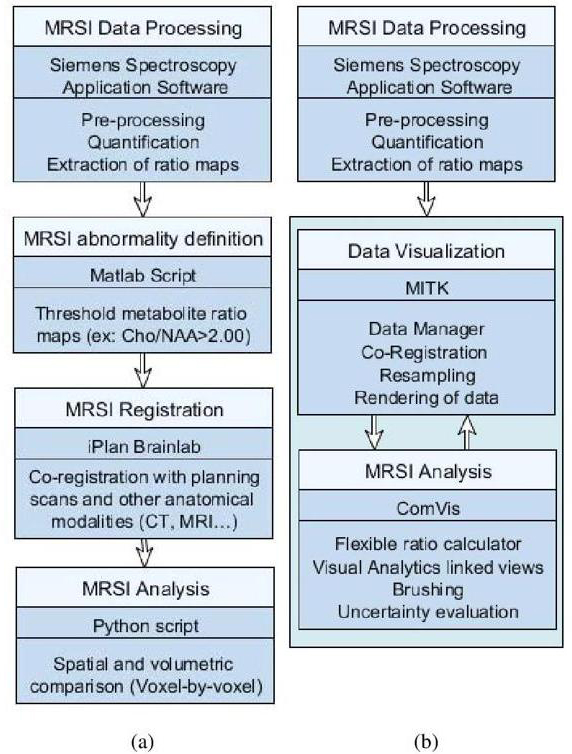 MRSI Data Processing
Siemens Spectroscopy
Application Software
Pre-processing
Quantification
Extraction of ratio maps
MRSI abnormality definition
Matlab Script
Threshold metabolite ratio
maps (ex: Cho/NAA>2.00)
MRSI Registration
iPlan Brainlab
Co-registration with planning
scans and other anatomical
modalities (CT, MRI...)
MRSI Analysis
Python script
Spatial and volumetric
comparison (Voxel-by-voxel)
(a)
MRSI Data Processing
Siemens Spectroscopy
Application Software
Pre-processing
Quantification
Extraction of ratio maps
Data Visualization
MITK
Data Manager
Co-Registration
Resampling
Rendering of data
MRSI Analysis
ComVis
Flexible ratio calculator
Visual Analytics linked views
Brushing
Uncertainty evaluation
(b)